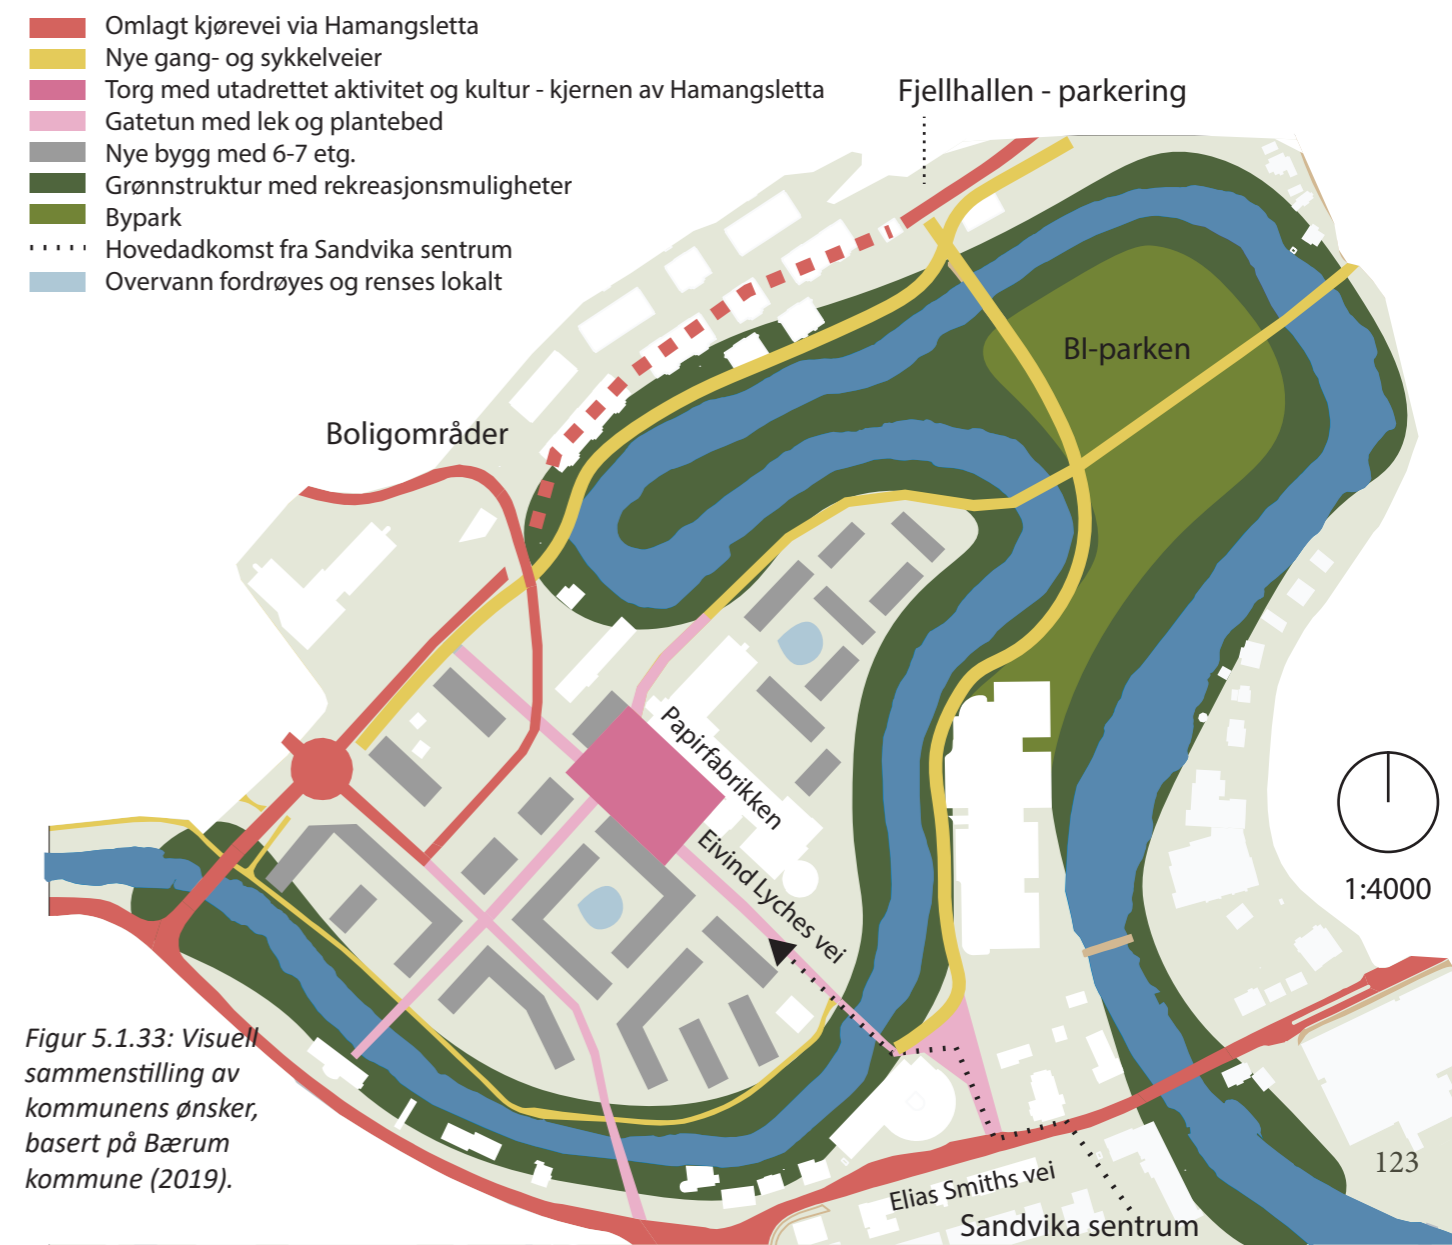 Omlagt kjørevei via Hamangsletta
Nye gang- og sykkelveier
Torg med utadrettet aktivitet og kultur - kjernen av Hamangsletta
Gatetun med lek og plantebed
Nye bygg med 6-7 etg.
Grønnstruktur med rekreasjonsmuligheter
Bypark
Hovedadkomst fra Sandvika sentrum
Overvann fordrøyes og renses lokalt
Fjellhallen - parkering
BI-parken
Boligområder
Papirfabrikken
Eivind Lyches vei
1:4000
Figur 5.1.33: Visuell
sammenstilling av
kommunens ønsker,
basert på Bærum
kommune (2019).
123
Elias Smiths vei
Sandvika sentrum